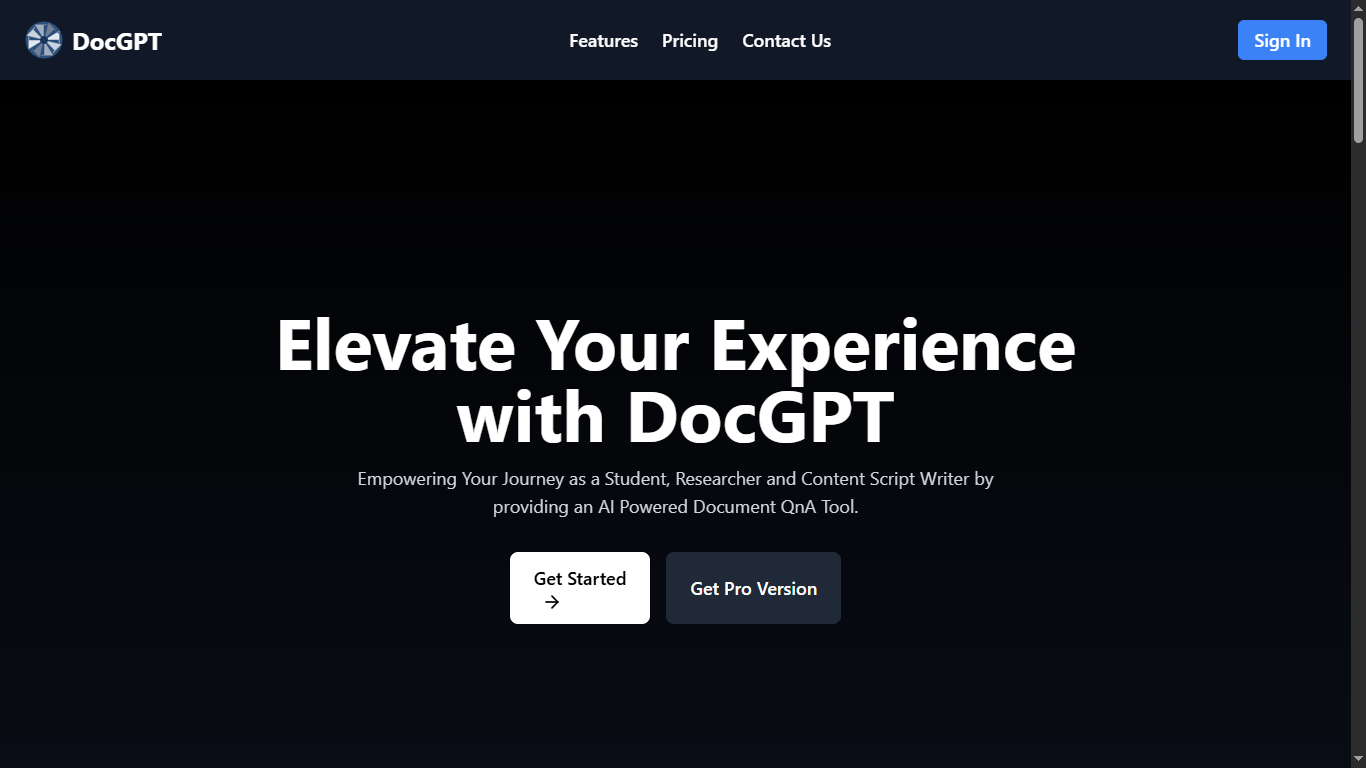 DocGPT
Features
Pricing
Contact Us
Sign In
Elevate Your Experience
with DocGPT
Empowering Your Journey as a Student, Researcher and Content Script Writer by
providing an AI Powered Document QnA Tool.
Get Started
→
Get Pro Version